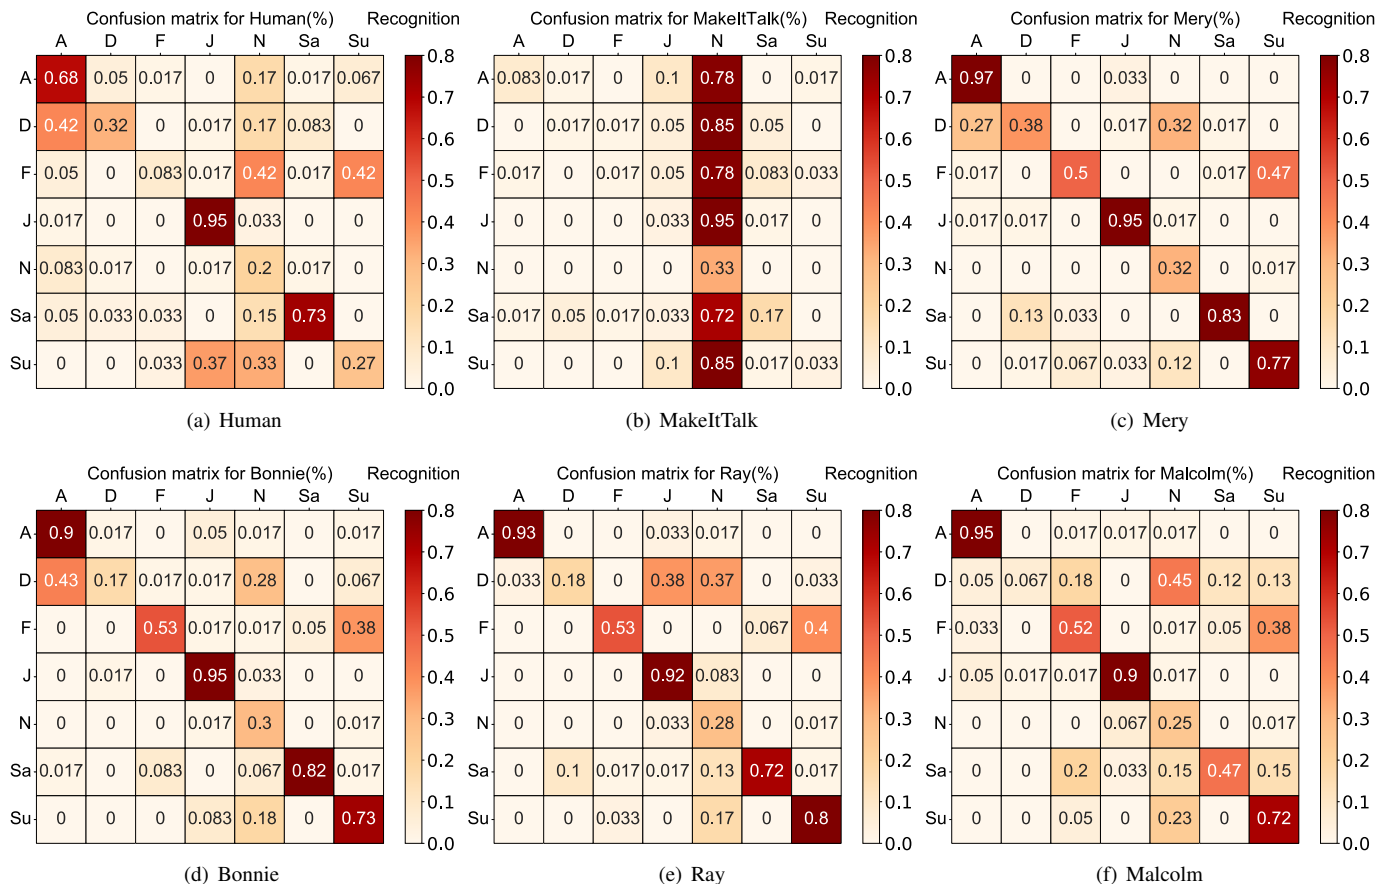 Confusion matrix for Human(%) Recognition
A D F J N Sa Su
A 0.68 0.05 0.017 0 0.17 0.017 0.067
D 0.42 0.32 0 0.017 0.17 0.083 0
F 0.05 0 0.083 0.017 0.42 0.017 0.42
J 0.017 0 0 0.95 0.033 0 0
N 0.083 0.017 0 0.017 0.2 0.017 0
Sa 0.05 0.033 0.033 0 0.15 0.73 0
Su 0 0 0.033 0.37 0.33 0 0.27
0.8
0.7
0.6
0.5
0.4
0.3
0.2
0.1
0.0
(a) Human
Confusion matrix for MakeItTalk(%) Recognition
A D F J N Sa Su
A 0.083 0.017 0 0.1 0.78 0 0.017
D 0 0.017 0.017 0.05 0.85 0.05 0
F 0.017 0 0.017 0.05 0.78 0.083 0.033
J 0 0 0 0.033 0.95 0.017 0
N 0 0 0 0 0.33 0 0
Sa 0.017 0.05 0.017 0 0.72 0.17 0
Su 0 0 0 0.1 0.85 0.017 0.033
0.8
0.7
0.6
0.5
0.4
0.3
0.2
0.1
0.0
(b) MakeItTalk
Confusion matrix for Mery(%) Recognition
A D F J N Sa Su
A 0.97 0 0 0.033 0 0 0
D 0.27 0.38 0 0.017 0.32 0.017 0
F 0.017 0 0.5 0 0 0.017 0.47
J 0.017 0.017 0 0.95 0.017 0 0
N 0 0 0 0 0.32 0 0.017
Sa 0 0.13 0.033 0 0 0.83 0
Su 0 0.017 0.067 0.033 0.12 0 0.77
0.8
0.7
0.6
0.5
0.4
0.3
0.2
0.1
0.0
(c) Mery
Confusion matrix for Bonnie(%) Recognition
A D F J N Sa Su
A 0.9 0.017 0 0.05 0.017 0 0.017
D 0.43 0.17 0.017 0.017 0.28 0 0.067
F 0 0 0.53 0.017 0.017 0.05 0.38
J 0 0.017 0 0.95 0.033 0 0
N 0 0 0 0.017 0.3 0 0.017
Sa 0.017 0 0.083 0 0.067 0.82 0.017
Su 0 0 0 0.083 0.18 0 0.73
0.8
0.7
0.6
0.5
0.4
0.3
0.2
0.1
0.0
(d) Bonnie
Confusion matrix for Ray(%) Recognition
A D F J N Sa Su
A 0.93 0 0 0.033 0.017 0 0
D 0.033 0.18 0 0.38 0.37 0 0.033
F 0 0 0.53 0 0 0.067 0.4
J 0 0 0 0.92 0.083 0 0
N 0 0 0 0.033 0.28 0 0.017
Sa 0 0.1 0.017 0.017 0.13 0.72 0.017
Su 0 0 0.033 0 0.17 0 0.8
0.8
0.7
0.6
0.5
0.4
0.3
0.2
0.1
0.0
(e) Ray
Confusion matrix for Malcolm(%) Recognition
A D F J N Sa Su
A 0.95 0 0.017 0.017 0.017 0 0
D 0.05 0.067 0.18 0 0.45 0.12 0.13
F 0.033 0 0.52 0 0.017 0.05 0.38
J 0.05 0.017 0.017 0.9 0.017 0 0
N 0 0 0 0.067 0.25 0 0.017
Sa 0 0 0.2 0.033 0.15 0.47 0.15
Su 0 0 0.05 0 0.23 0 0.72
0.8
0.7
0.6
0.5
0.4
0.3
0.2
0.1
0.0
(f) Malcolm